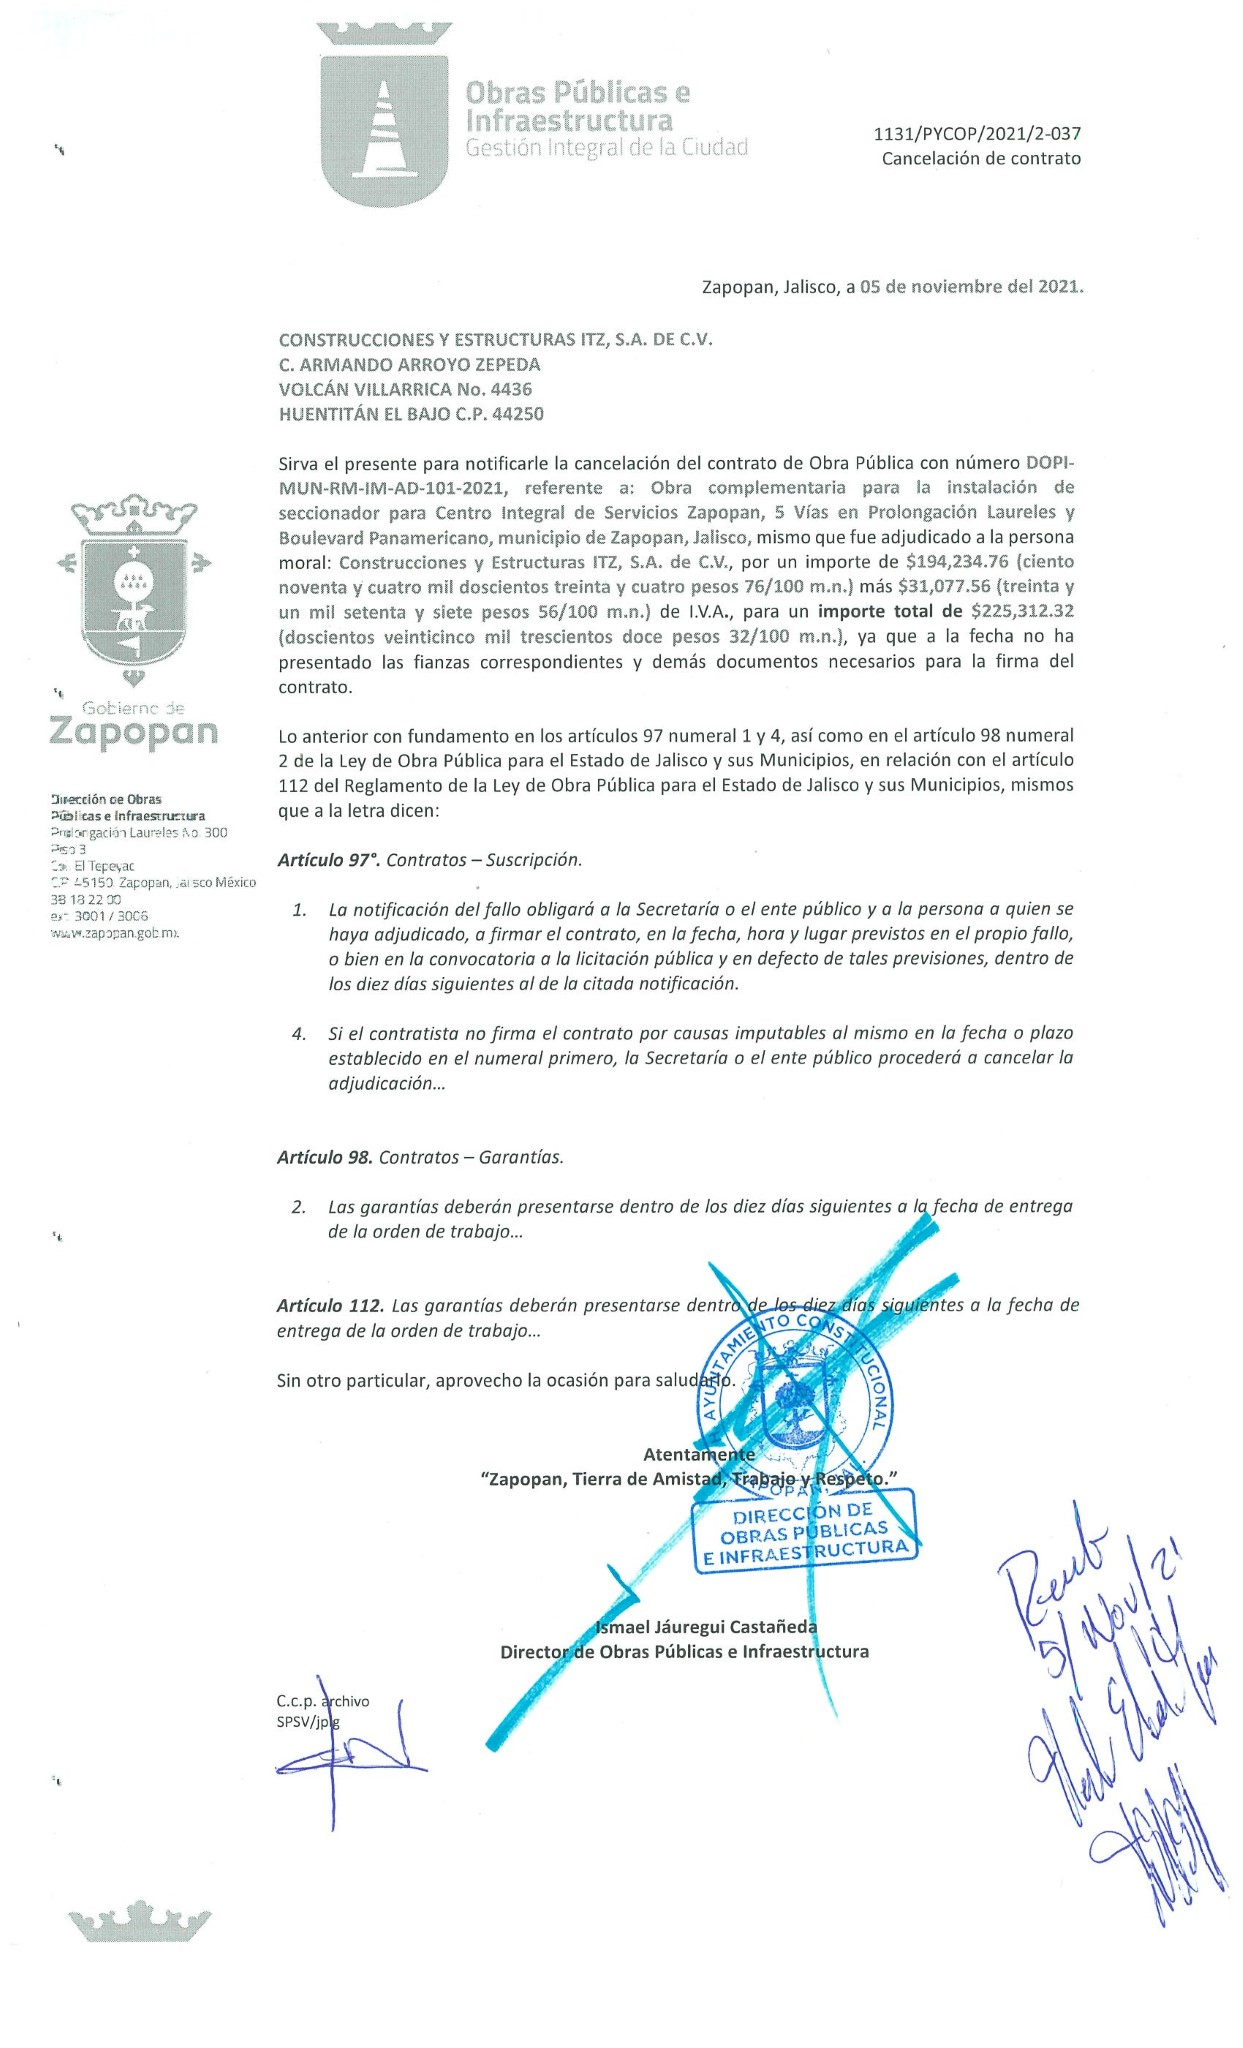 Obras Públicas e
Infraestructura
Gestión Integral de la Ciudad
1131/PYCOP/2021/2-037
Cancelación de contrato
Zapopan, Jalisco, a 05 de noviembre del 2021.
CONSTRUCCIONES Y ESTRUCTURAS ITZ, S.A. DE C.V.
C. ARMANDO ARROYO ZEPEDA
VOLCÁN VILLARRICA No. 4436
HUENTITÁN EL BAJO C.P. 44250
Sirva el presente para notificarle la cancelación del contrato de Obra Pública con número DOPI-
MUN-RM-IM-AD-101-2021, referente a: Obra complementaria para la instalación de
seccionador para Centro Integral de Servicios Zapopan, 5 Vías en Prolongación Laureles y
Boulevard Panamericano, municipio de Zapopan, Jalisco, mismo que fue adjudicado a la persona
moral: Construcciones y Estructuras ITZ, S.A. de C.V., por un importe de $194,234.76 (ciento
noventa y cuatro mil doscientos treinta y cuatro pesos 76/100 m.n.) más $31,077.56 (treinta y
un mil setenta y siete pesos 56/100 m.n.) de I.V.A., para un importe total de $225,312.32
(doscientos veinticinco mil trescientos doce pesos 32/100 m.n.), ya que a la fecha no ha
presentado las fianzas correspondientes y demás documentos necesarios para la firma del
contrato.
Gobierno de
Zapopan
Dirección de Obras
Públicas e Infraestructura
Prolongación Laureles No. 300
Piso 3
Col. El Tepeyac
C.P. 45150 Zapopan, Jalisco México
38 18 22 00
ext. 3001 / 3006
www.zapopan.gob.mx
Lo anterior con fundamento en los artículos 97 numeral 1 y 4, así como en el artículo 98 numeral
2 de la Ley de Obra Pública para el Estado de Jalisco y sus Municipios, en relación con el artículo
112 del Reglamento de la Ley de Obra Pública para el Estado de Jalisco y sus Municipios, mismos
que a la letra dicen:
Artículo 97°. Contratos – Suscripción.
1. La notificación del fallo obligará a la Secretaría o el ente público y a la persona a quien se
haya adjudicado, a firmar el contrato, en la fecha, hora y lugar previstos en el propio fallo,
o bien en la convocatoria a la licitación pública y en defecto de tales previsiones, dentro de
los diez días siguientes al de la citada notificación.
4. Si el contratista no firma el contrato por causas imputables al mismo en la fecha o plazo
establecido en el numeral primero, la Secretaría o el ente público procederá a cancelar la
adjudicación...
Artículo 98. Contratos – Garantías.
2. Las garantías deberán presentarse dentro de los diez días siguientes a la fecha de entrega
de la orden de trabajo...
Artículo 112. Las garantías deberán presentarse dentro de los diez días siguientes a la fecha de
entrega de la orden de trabajo...
Sin otro particular, aprovecho la ocasión para saludarlo.
AYUNTAMIENTO CONSTITUCIONAL
ZAPOPAN, JAL.
Atentamente
“Zapopan, Tierra de Amistad, Trabajo y Respeto.”
DIRECCIÓN DE
OBRAS PÚBLICAS
E INFRAESTRUCTURA
Ismael Jáuregui Castañeda
Director de Obras Públicas e Infraestructura
C.c.p. archivo
SPSV/jplg
5/Nov/21